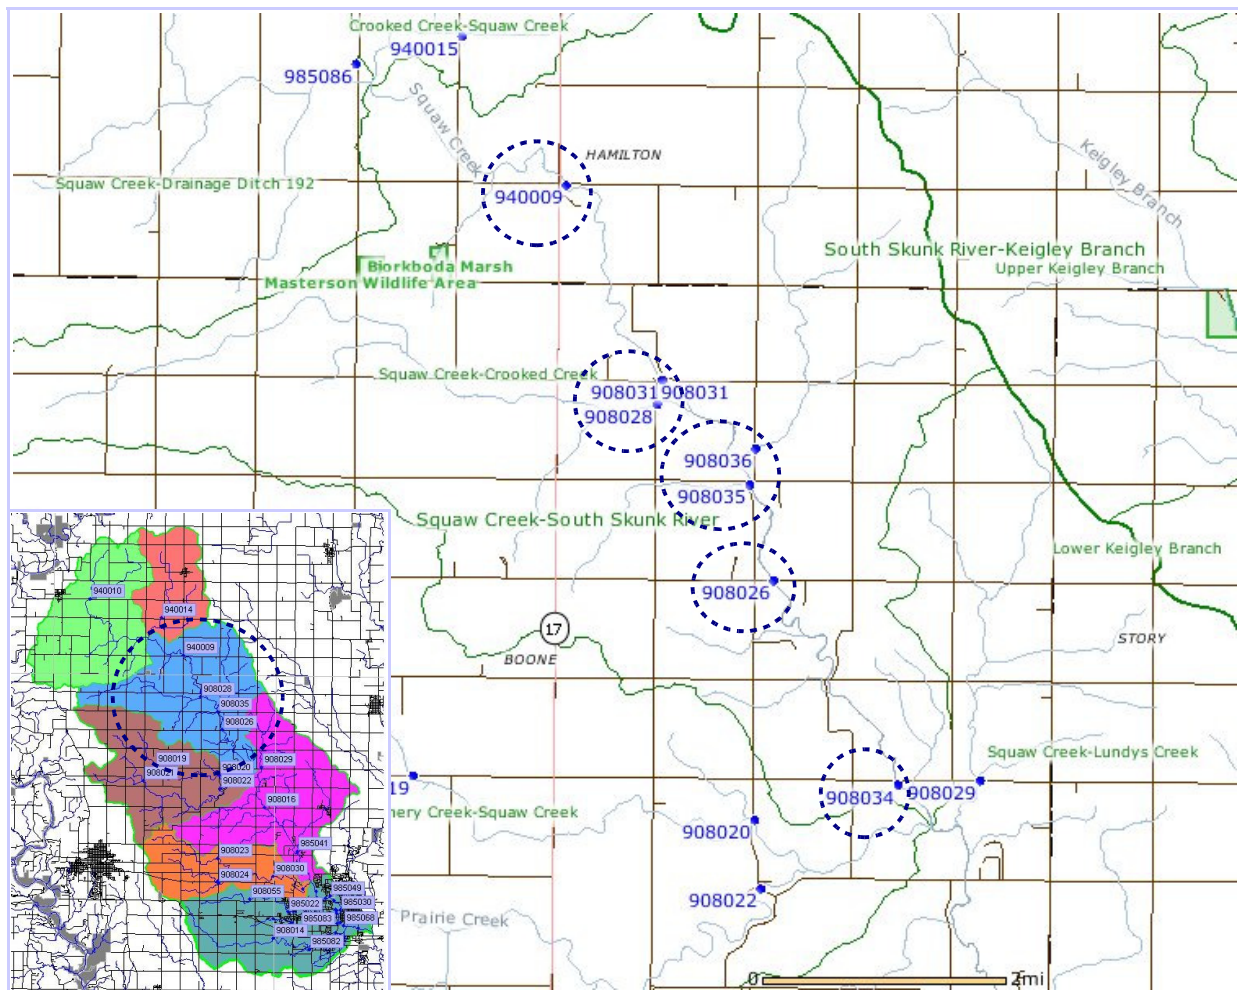 Crooked Creek-Squaw Creek
940015
985086
Squaw Creek
HAMILTON
Keigley Branch
Squaw Creek-Drainage Ditch 192
940009
South Skunk River-Keigley Branch
Upper Keigley Branch
Bjorkboda Marsh
Masterson Wildlife Area
Squaw Creek-Crooked Creek
908031 908031
908028
908036
908035
Squaw Creek-South Skunk River
Lower Keigley Branch
908026
17
STORY
BOONE
Squaw Creek-Lundys Creek
19
908034 908029
nery Creek-Squaw Creek
908020
908022
Prairie Creek
0 2mi
940010
940014
940009
908028
908035
908026
908019
908029
908020
908021
908022
908016
985041
908023
908030
908024
985049
908055
985030
985022
985068
985083
908014
985082